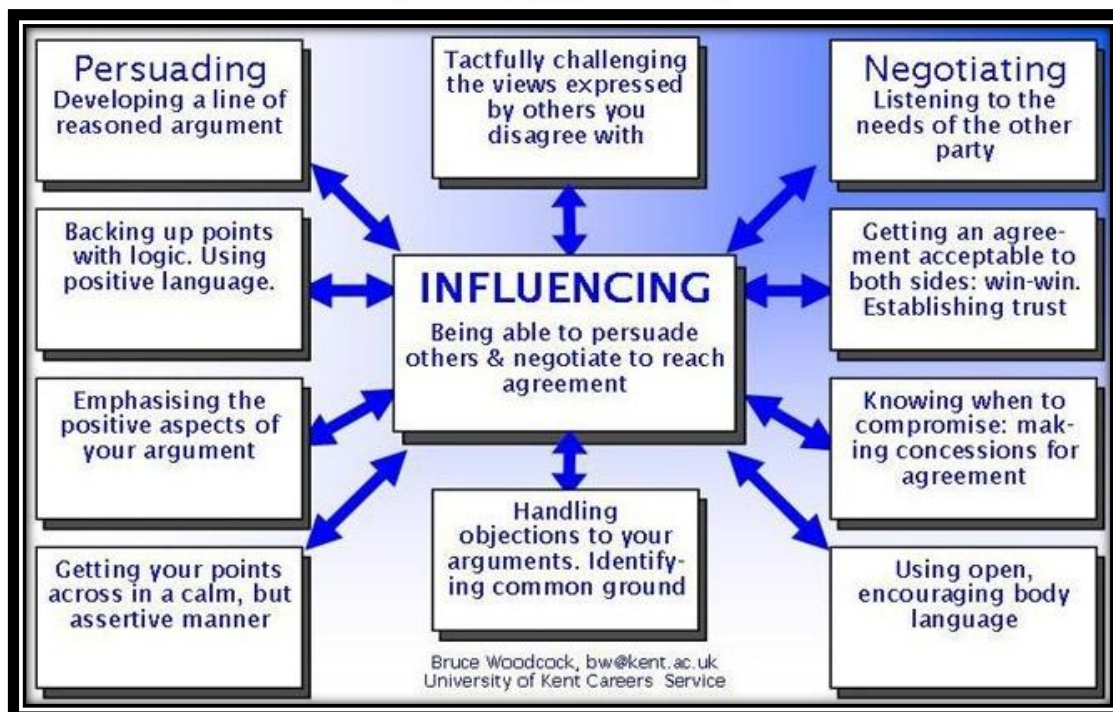 Persuading
Developing a line of
reasoned argument
Backing up points
with logic. Using
positive language.
Emphasising the
positive aspects of
your argument
Getting your points
across in a calm, but
assertive manner
Tactfully challenging
the views expressed
by others you
disagree with
INFLUENCING
Being able to persuade
others & negotiate to reach
agreement
Handling
objections to your
arguments. Identify-
ing common ground
Bruce Woodcock, bw@kent.ac.uk
University of Kent Careers Service
Negotiating
Listening to the
needs of the other
party
Getting an agree-
ment acceptable to
both sides: win-win.
Establishing trust
Knowing when to
compromise: mak-
ing concessions for
agreement
Using open,
encouraging body
language